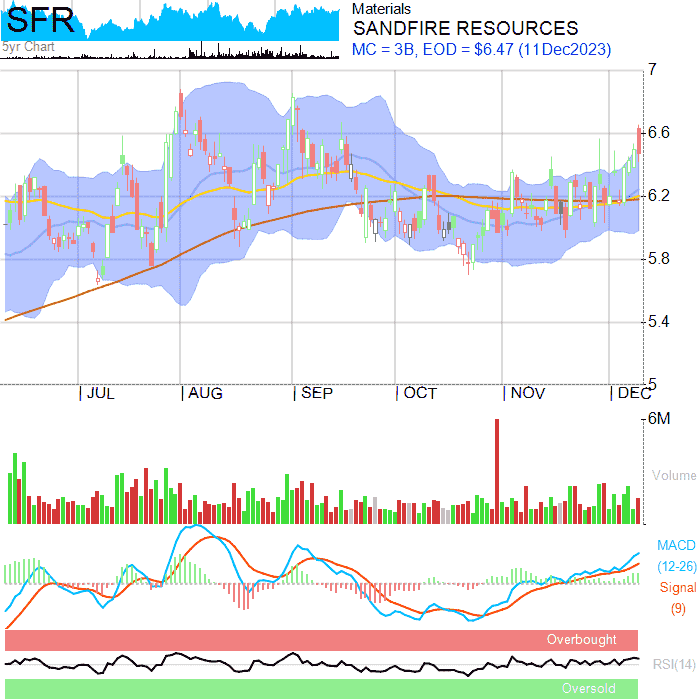 SFR
5yr Chart
Materials
SANDFIRE RESOURCES
MC = 3B, EOD = $6.47 (11Dec2023)
7
6.6
6.2
5.8
5.4
5
JUL
AUG
SEP
OCT
NOV
DEC
6M
Volume
MACD
(12-26)
Signal
(9)
Overbought
RSI(14)
Oversold